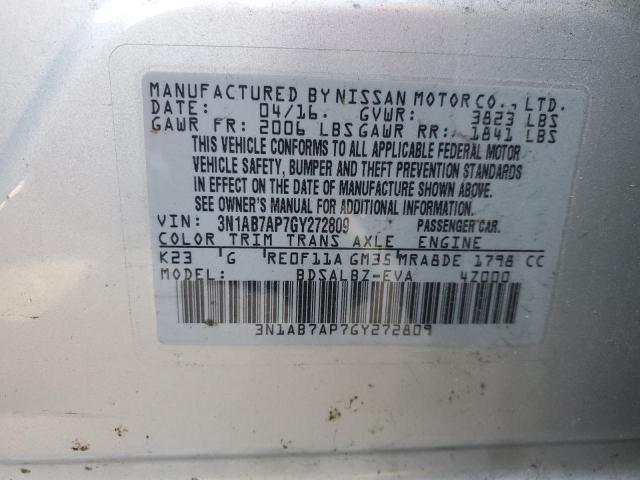 MANUFACTURED BY NISSAN MOTOR CO., LTD.
DATE: 04/16. GVWR: 3823 LBS
GAWR FR: 2006 LBS GAWR RR: 1841 LBS
THIS VEHICLE CONFORMS TO ALL APPLICABLE FEDERAL MOTOR
VEHICLE SAFETY, BUMPER AND THEFT PREVENTION STANDARDS
IN EFFECT ON THE DATE OF MANUFACTURE SHOWN ABOVE.
SEE OWNER'S MANUAL FOR ADDITIONAL INFORMATION.
VIN: 3N1AB7AP7GY272809 PASSENGER CAR.
COLOR TRIM TRANS AXLE ENGINE
K23 G RE0F11A GM35 MRA8DE 1798 CC
MODEL: BDSALBZ-EVA 4Z000
3N1AB7AP7GY272809